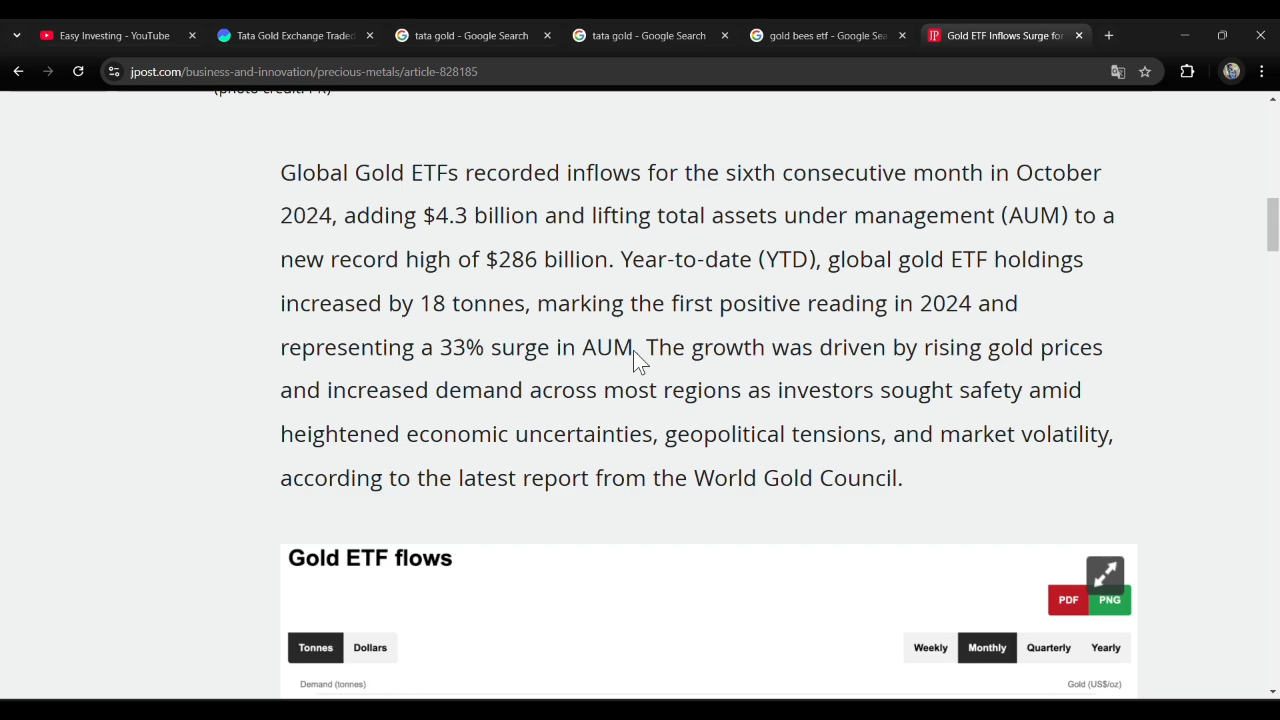 Easy Investing - YouTube
Tata Gold Exchange Traded
tata gold - Google Search
tata gold - Google Search
gold bees etf - Google Sea
Gold ETF Inflows Surge for
jpost.com/business-and-innovation/precious-metals/article-828185
Global Gold ETFs recorded inflows for the sixth consecutive month in October
2024, adding $4.3 billion and lifting total assets under management (AUM) to a
new record high of $286 billion. Year-to-date (YTD), global gold ETF holdings
increased by 18 tonnes, marking the first positive reading in 2024 and
representing a 33% surge in AUM. The growth was driven by rising gold prices
and increased demand across most regions as investors sought safety amid
heightened economic uncertainties, geopolitical tensions, and market volatility,
according to the latest report from the World Gold Council.
Gold ETF flows
PDF PNG
Tonnes Dollars Weekly Monthly Quarterly Yearly
Demand (tonnes) Gold (US$/oz)